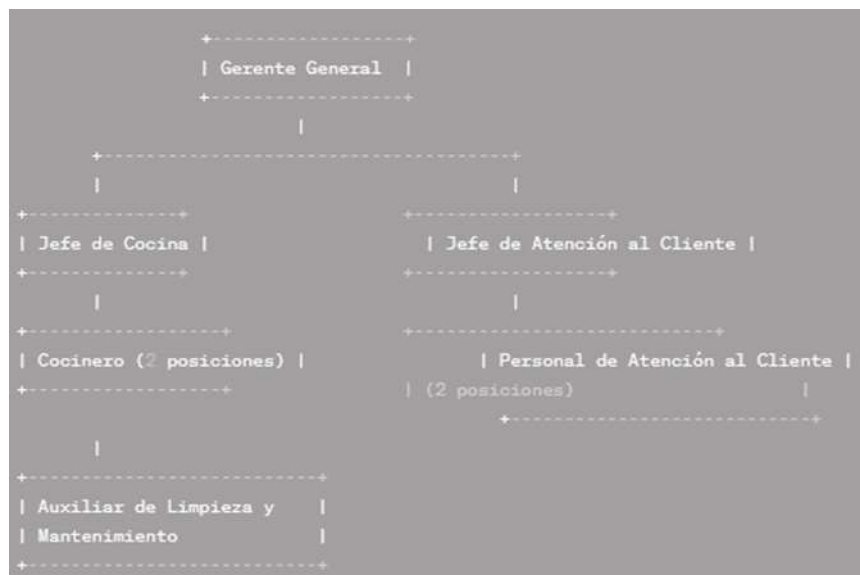 | Gerente General |
| Jefe de Cocina | | Jefe de Atención al Cliente |
| Cocinero (2 posiciones) | | Personal de Atención al Cliente |
| (2 posiciones) |
| Auxiliar de Limpieza y |
| Mantenimiento |